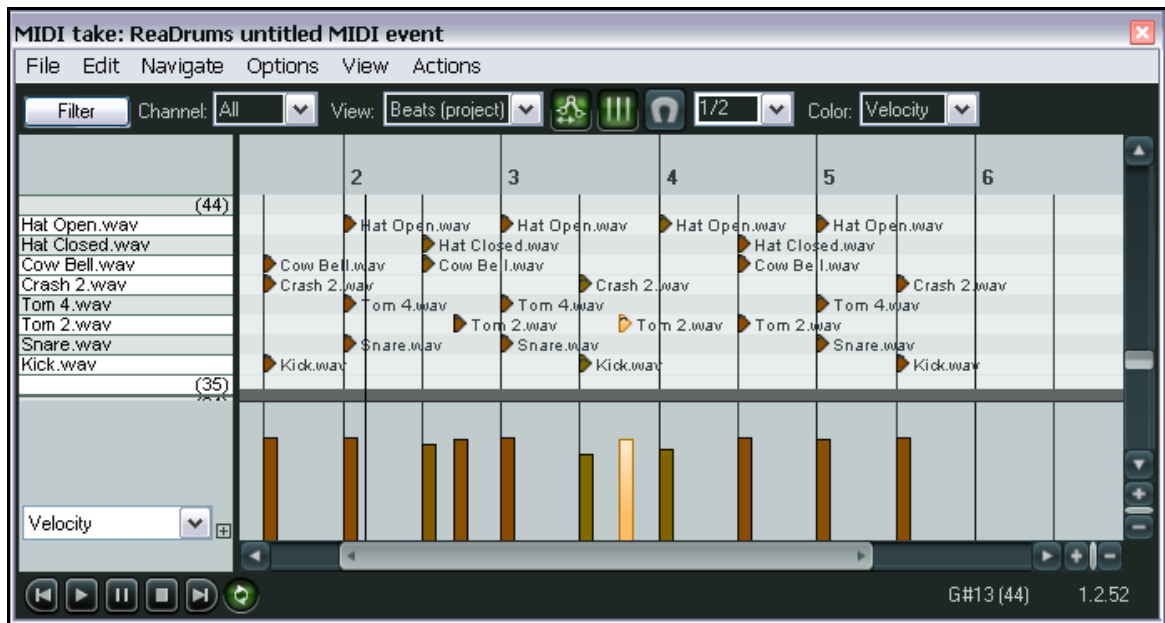 MIDI take: ReaDrums untitled MIDI event
File Edit Navigate Options View Actions
Filter Channel: All View: Beats (project) 1/2 Color: Velocity
2 3 4 5 6
(44)
Hat Open.wav Hat Open.wav Hat Open.wav Hat Open.wav Hat Open.wav
Hat Closed.wav Hat Closed.wav Hat Closed.wav
Cow Bell.wav Cow Bell.wav Cow Bell.wav Cow Bell.wav
Crash 2.wav Crash 2.wav Crash 2.wav Crash 2.wav
Tom 4.wav Tom 4.wav Tom 4.wav Tom 4.wav
Tom 2.wav Tom 2.wav Tom 2.wav Tom 2.wav
Snare.wav Snare.wav Snare.wav Snare.wav
Kick.wav Kick.wav Kick.wav Kick.wav
(35)
Velocity
G#13 (44) 1.2.52